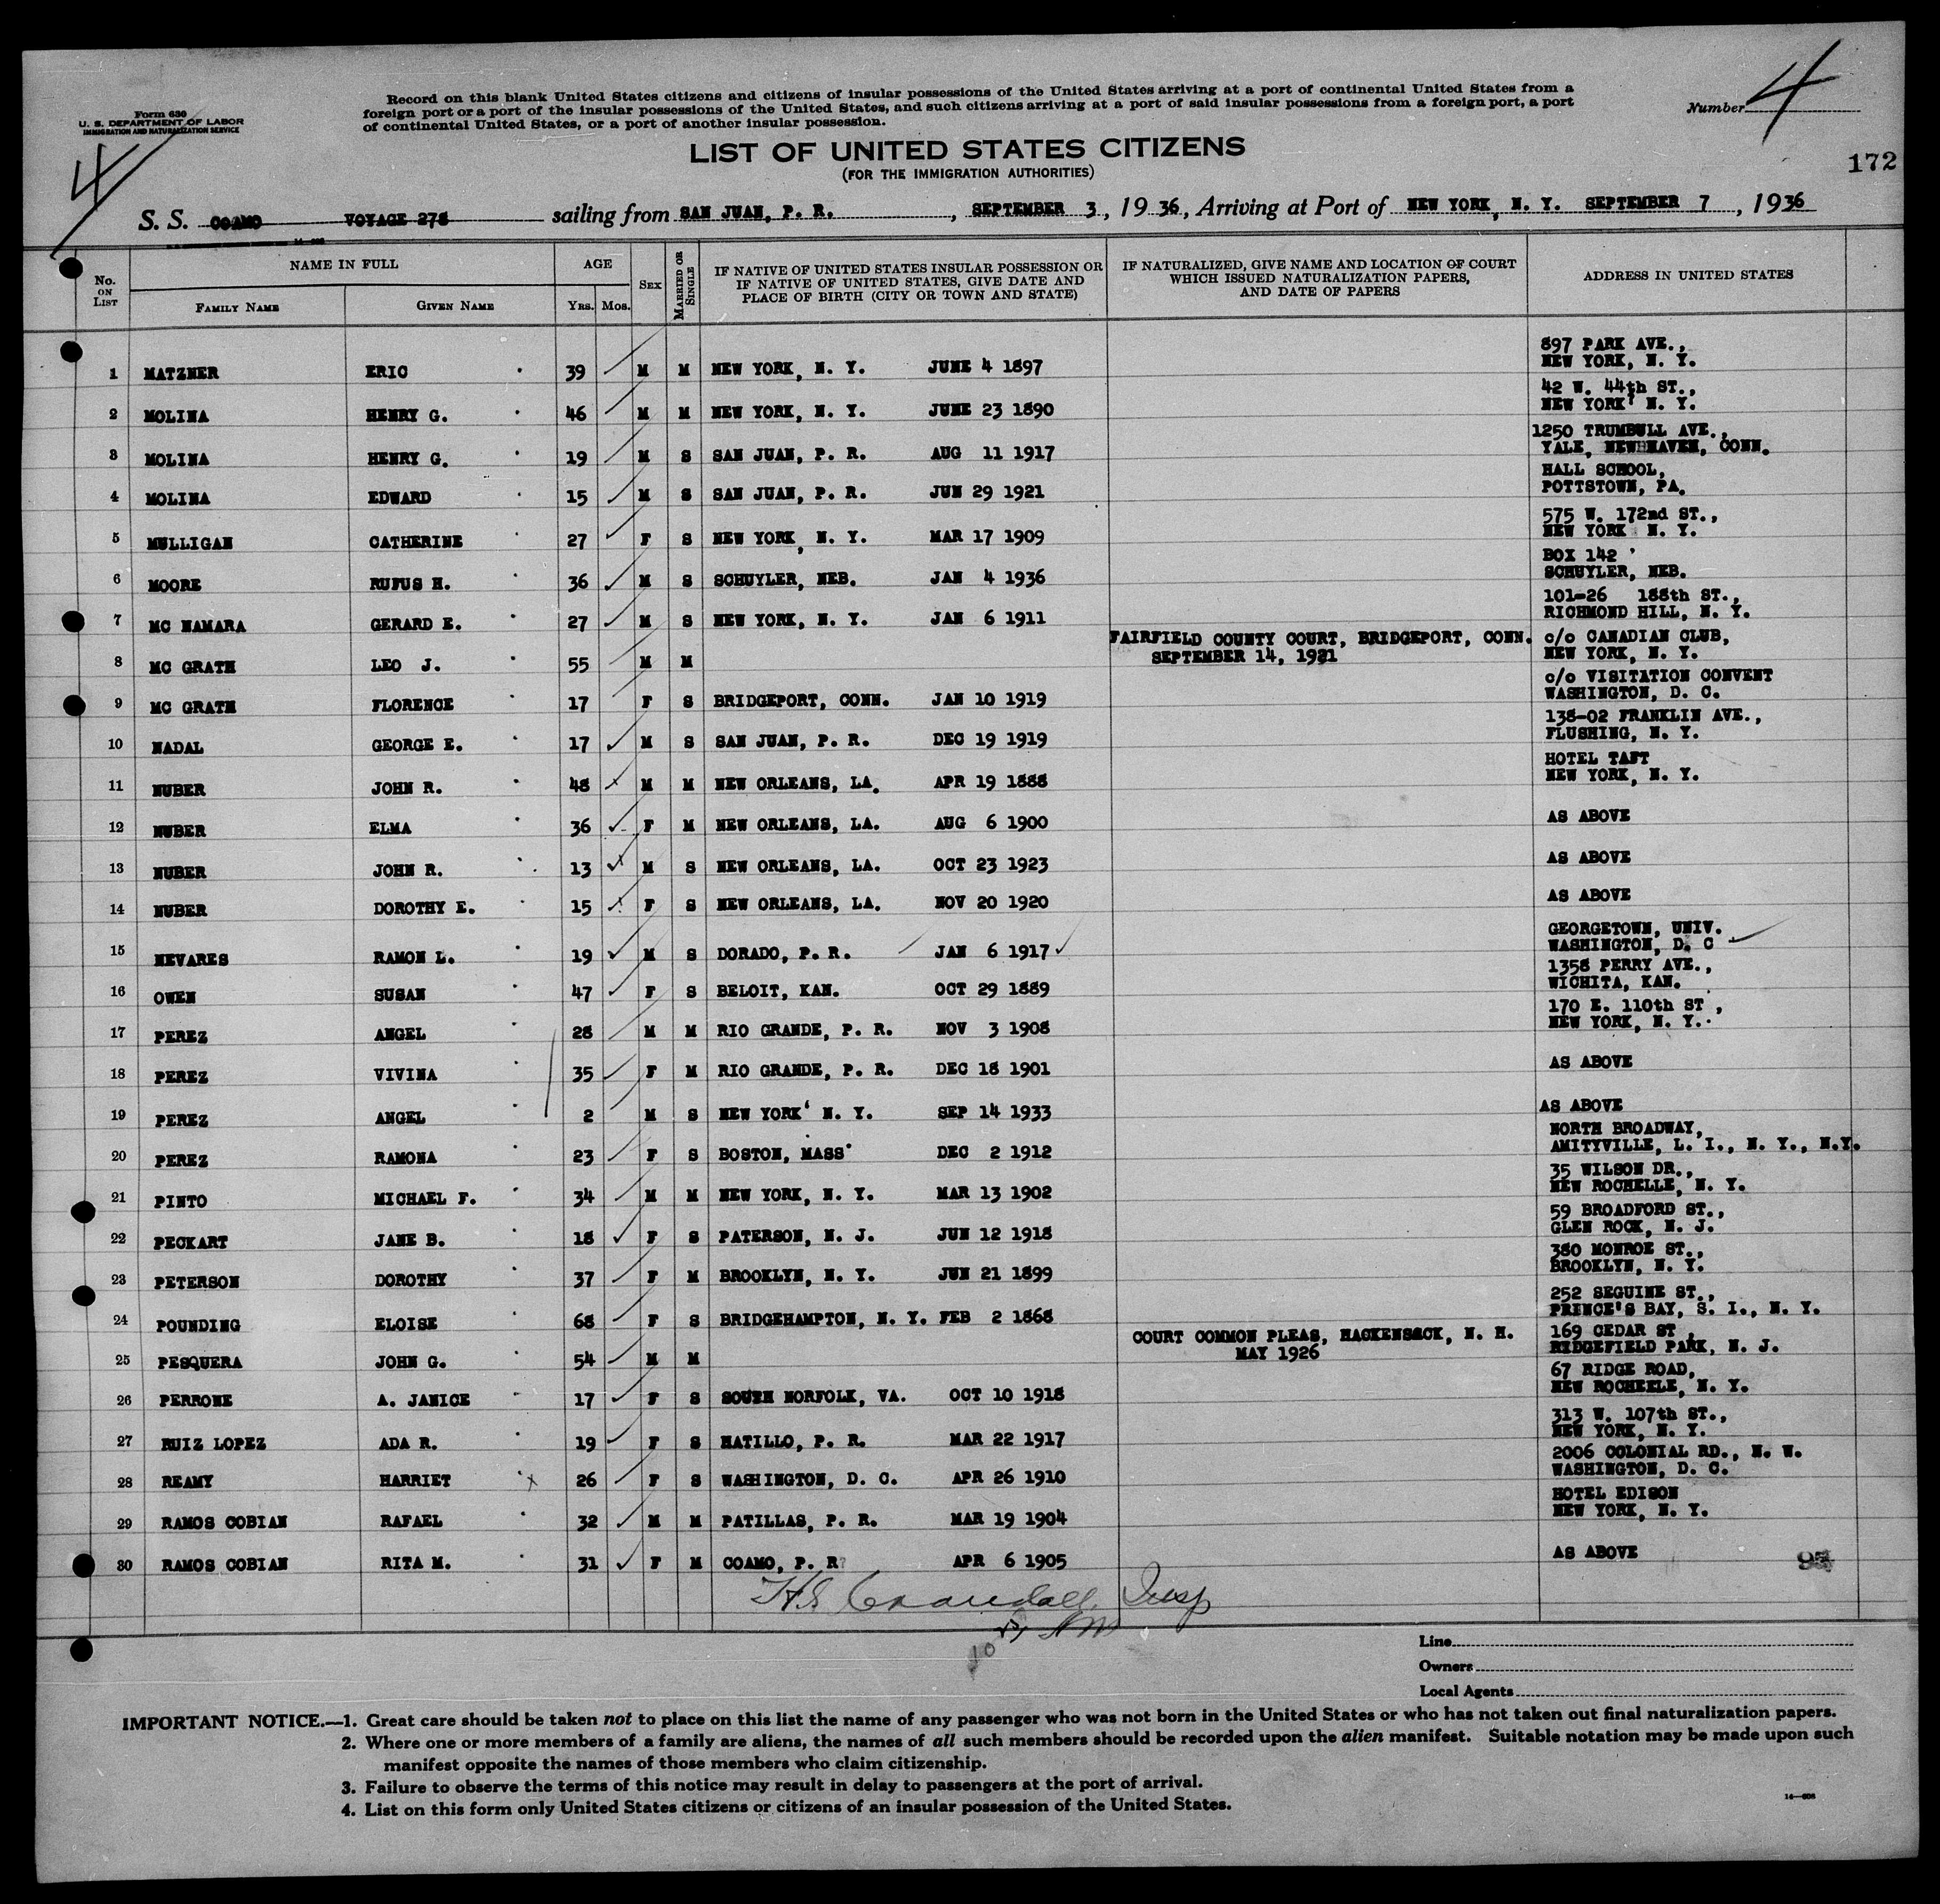 Form 630
U. S. DEPARTMENT OF LABOR
IMMIGRATION AND NATURALIZATION SERVICE
4
Record on this blank United States citizens and citizens of insular possessions of the United States arriving at a port of continental United States from a
foreign port or a port of the insular possessions of the United States, and such citizens arriving at a port of said insular possessions from a foreign port, a port
of continental United States, or a port of another insular possession.
Number 4
172
LIST OF UNITED STATES CITIZENS
(FOR THE IMMIGRATION AUTHORITIES)
S. S. COAMO VOYAGE 278 sailing from SAN JUAN, P. R., SEPTEMBER 3, 1936, Arriving at Port of NEW YORK, N. Y. SEPTEMBER 7, 1936
No. ON LIST
NAME IN FULL
FAMILY NAME GIVEN NAME
AGE
YRS. MOS.
SEX
MARRIED OR SINGLE
IF NATIVE OF UNITED STATES INSULAR POSSESSION OR
IF NATIVE OF UNITED STATES, GIVE DATE AND
PLACE OF BIRTH (CITY OR TOWN AND STATE)
IF NATURALIZED, GIVE NAME AND LOCATION OF COURT
WHICH ISSUED NATURALIZATION PAPERS,
AND DATE OF PAPERS
ADDRESS IN UNITED STATES
1 MATZNER ERIC 39 M M NEW YORK, N. Y. JUNE 4 1897 897 PARK AVE., NEW YORK, N. Y.
2 MOLINA HENRY G. 46 M M NEW YORK, N. Y. JUNE 23 1890 42 W. 44th ST., NEW YORK' N. Y.
3 MOLINA HENRY G. 19 M S SAN JUAN, P. R. AUG 11 1917 1250 TRUMBULL AVE., YALE, NEWHHAVEN, CONN.
4 MOLINA EDWARD 15 M S SAN JUAN, P. R. JUN 29 1921 HALL SCHOOL, POTTSTOWN, PA.
5 MULLIGAN CATHERINE 27 F S NEW YORK, N. Y. MAR 17 1909 575 W. 172nd ST., NEW YORK N. Y.
6 MOORE RUFUS H. 36 M S SCHUYLER, NEB. JAN 4 1936 BOX 142 ' SCHUYLER, NEB.
7 MC NAMARA GERARD E. 27 M S NEW YORK, N. Y. JAN 6 1911 101-26 188th ST., RICHMOND HILL, N. Y.
8 MC GRATH LEO J. 55 M M FAIRFIELD COUNTY COURT, BRIDGEPORT, CONN. SEPTEMBER 14, 1921 c/o CANADIAN CLUB, NEW YORK, N. Y.
9 MC GRATH FLORENCE 17 F S BRIDGEPORT, CONN. JAN 10 1919 c/o VISITATION CONVENT WASHINGTON, D. C.
10 NADAL GEORGE E. 17 M S SAN JUAN, P. R. DEC 19 1919 138-02 FRANKLIN AVE., FLUSHING, N. Y.
11 NUBER JOHN R. 48 M M NEW ORLEANS, LA. APR 19 1888 HOTEL TAFT NEW YORK, N. Y.
12 NUBER ELMA 36 F M NEW ORLEANS, LA. AUG 6 1900 AS ABOVE
13 NUBER JOHN R. 13 M S NEW ORLEANS, LA. OCT 23 1923 AS ABOVE
14 NUBER DOROTHY E. 15 F S NEW ORLEANS, LA. NOV 20 1920 AS ABOVE
15 NEVARES RAMON L. 19 M S DORADO, P. R. JAN 6 1917 GEORGETOWN, UNIV. WASHINGTON, D. C
16 OWEN SUSAN 47 F S BELOIT, KAN. OCT 29 1889 1358 PERRY AVE., WICHITA, KAN.
17 PEREZ ANGEL 28 M M RIO GRANDE, P. R. NOV 3 1908 170 E. 110th ST, NEW YORK, N. Y.
18 PEREZ VIVINA 35 F M RIO GRANDE, P. R. DEC 18 1901 AS ABOVE
19 PEREZ ANGEL 2 M S NEW YORK' N. Y. SEP 14 1933 AS ABOVE
20 PEREZ RAMONA 23 F S BOSTON, MASS' DEC 2 1912 NORTH BROADWAY, AMITYVILLE, L. I., N. Y., N.Y.
21 PINTO MICHAEL F. 34 M M NEW YORK, N. Y. MAR 13 1902 35 WILSON DR., NEW ROCHELLE, N. Y.
22 PECKART JANE B. 18 F S PATERSON, N. J. JUN 12 1918 59 BROADFORD ST., GLEN ROCK, N. J.
23 PETERSON DOROTHY 37 F M BROOKLYN, N. Y. JUN 21 1899 380 MONROE ST., BROOKLYN, N. Y.
24 POUNDING ELOISE 68 F S BRIDGEHAMPTON, N. Y. FEB 2 1868 252 SEGUINE ST., PRINCE'S BAY, S. I., N. Y.
25 PESQUERA JOHN G. 54 M M COURT COMMON PLEAS, HACKENSACK, N. H. MAY 1926 169 CEDAR ST, RIDGEFIELD PARK, N. J.
26 PERRONE A. JANICE 17 F S SOUTH NORFOLK, VA. OCT 10 1918 67 RIDGE ROAD, NEW ROCHELLE, N. Y.
27 RUIZ LOPEZ ADA R. 19 F S HATILLO, P. R. MAR 22 1917 313 W. 107th ST., NEW YORK, N. Y.
28 REAMY HARRIET 26 F S WASHINGTON, D. C. APR 26 1910 2006 COLONIAL RD., N. W. WASHINGTON, D. C.
29 RAMOS COBIAN RAFAEL 32 M M PATILLAS, P. R. MAR 19 1904 HOTEL EDISON NEW YORK, N. Y.
30 RAMOS COBIAN RITA M. 31 F M COAMO, P. R? APR 6 1905 AS ABOVE
H S Crandall Insp
Line
Owners
Local Agents
IMPORTANT NOTICE.—1. Great care should be taken not to place on this list the name of any passenger who was not born in the United States or who has not taken out final naturalization papers.
2. Where one or more members of a family are aliens, the names of all such members should be recorded upon the alien manifest. Suitable notation may be made upon such
manifest opposite the names of those members who claim citizenship.
3. Failure to observe the terms of this notice may result in delay to passengers at the port of arrival.
4. List on this form only United States citizens or citizens of an insular possession of the United States.